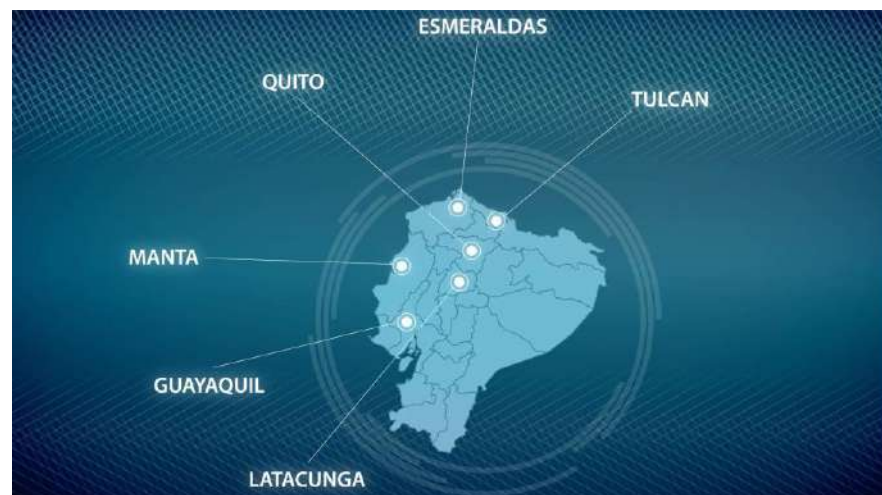 ESMERALDAS
QUITO
TULCAN
MANTA
GUAYAQUIL
LATACUNGA